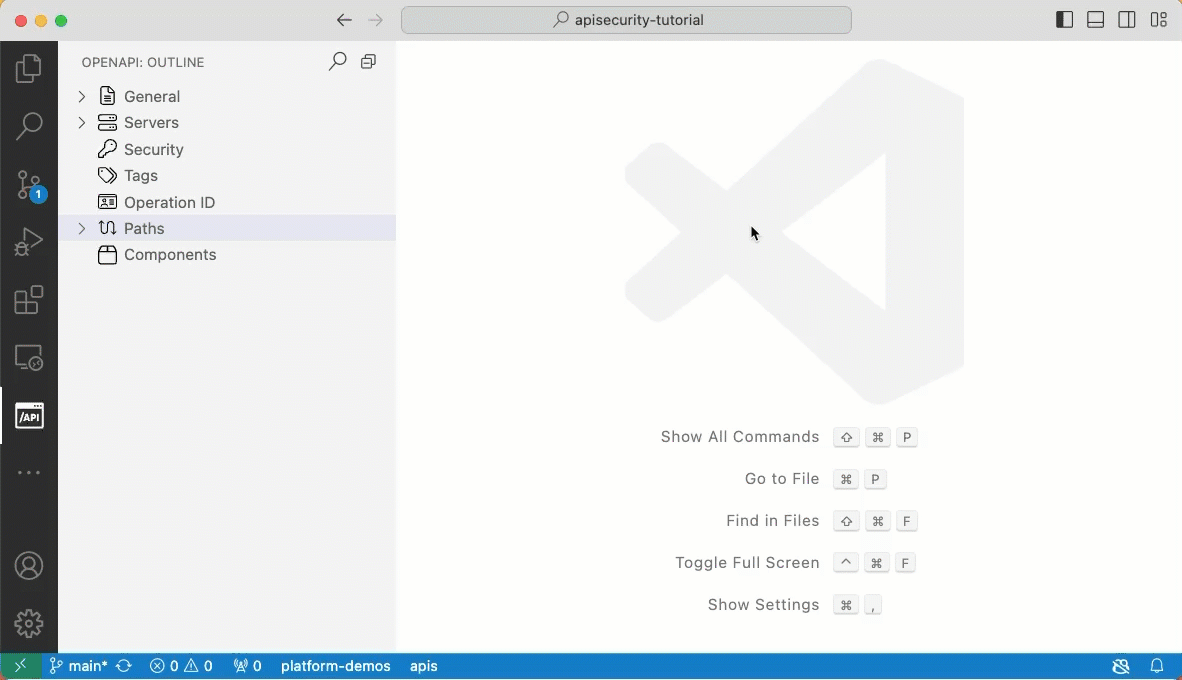 apisecurity-tutorial
OPENAPI: OUTLINE
General
Servers
Security
Tags
Operation ID
Paths
Components
1
/API
Show All Commands ⇧ ⌘ P
Go to File ⌘ P
Find in Files ⇧ ⌘ F
Toggle Full Screen ^ ⌘ F
Show Settings ⌘ ,
main* 0 0 0 platform-demos apis